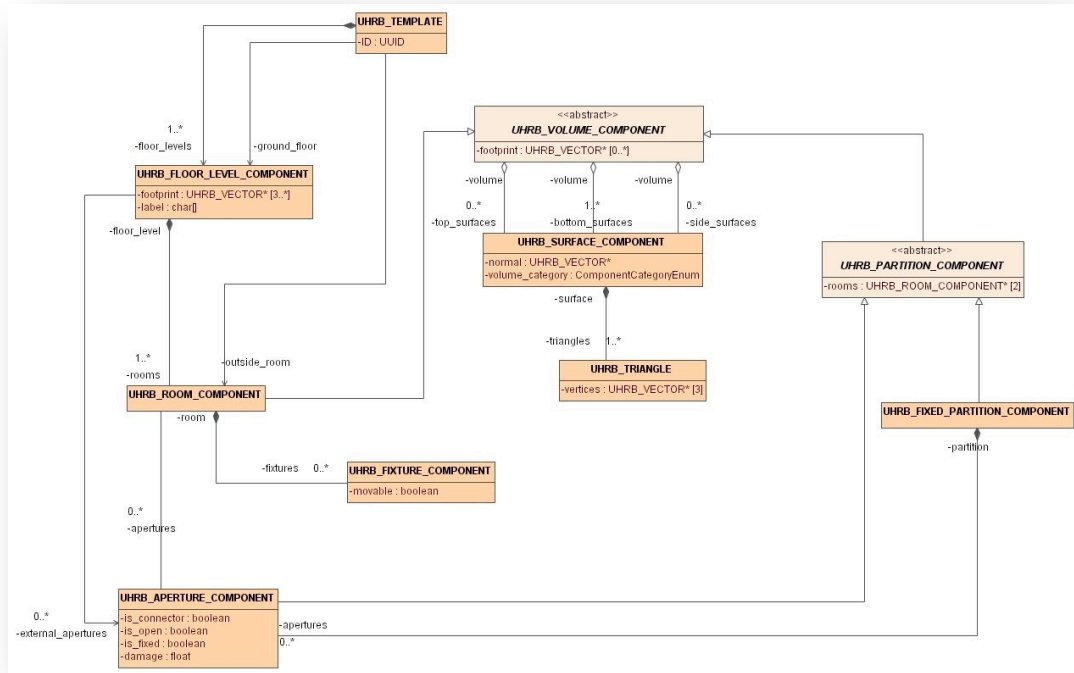 UHRB_TEMPLATE
-ID : UUID
1..*
-floor_levels
-ground_floor
<<abstract>>
UHRB_VOLUME_COMPONENT
-footprint : UHRB_VECTOR* [0..*]
UHRB_FLOOR_LEVEL_COMPONENT
-footprint : UHRB_VECTOR* [3..*]
-label : char[]
-floor_level
-volume
-volume
-volume
0..*
1..*
0..*
-top_surfaces
-bottom_surfaces
-side_surfaces
UHRB_SURFACE_COMPONENT
-normal : UHRB_VECTOR*
-volume_category : ComponentCategoryEnum
-surface
<<abstract>>
UHRB_PARTITION_COMPONENT
-rooms : UHRB_ROOM_COMPONENT* [2]
-triangles
1..*
UHRB_TRIANGLE
-vertices : UHRB_VECTOR* [3]
1..*
-rooms
-outside_room
UHRB_ROOM_COMPONENT
-room
UHRB_FIXED_PARTITION_COMPONENT
-partition
-fixtures
0..*
UHRB_FIXTURE_COMPONENT
-movable : boolean
0..*
-apertures
UHRB_APERTURE_COMPONENT
-is_connector : boolean
-is_open : boolean
-is_fixed : boolean
-damage : float
0..*
-external_apertures
-apertures
0..*